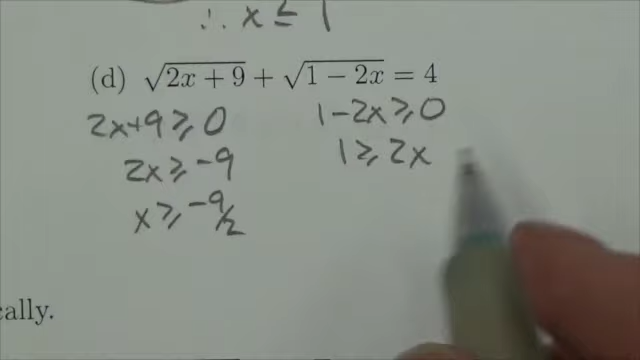 ∴ x ≤ 1
(d) √(2x + 9) + √(1 − 2x) = 4
2x+9 ≥ 0
1-2x ≥ 0
2x ≥ -9
1 ≥ 2x
x ≥ -9/2
cally.